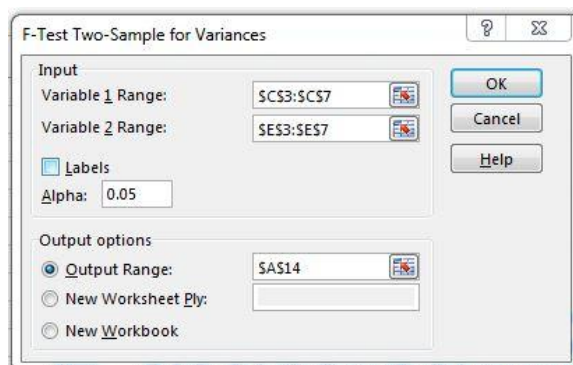 F-Test Two-Sample for Variances
Input
Variable 1 Range: $C$3:$C$7
Variable 2 Range: $E$3:$E$7
Labels
Alpha: 0.05
OK
Cancel
Help
Output options
Output Range: $A$14
New Worksheet Ply:
New Workbook